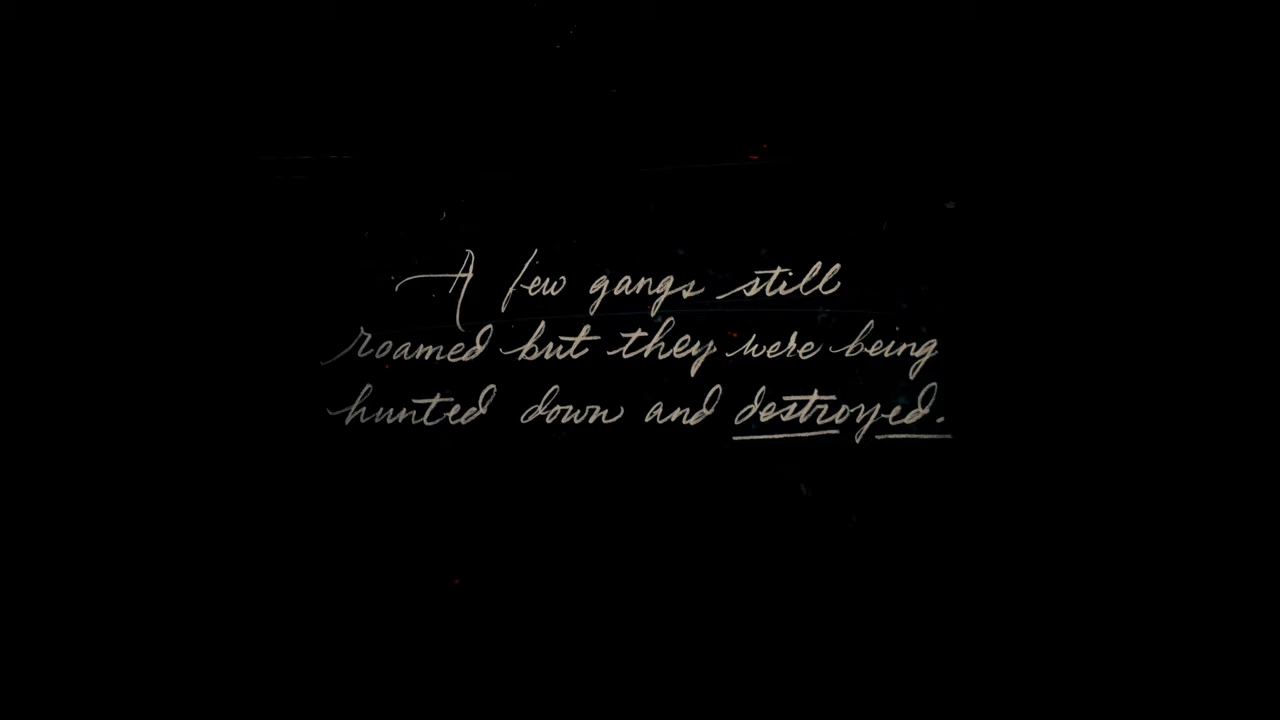 A few gangs still
roamed but they were being
hunted down and destroyed.